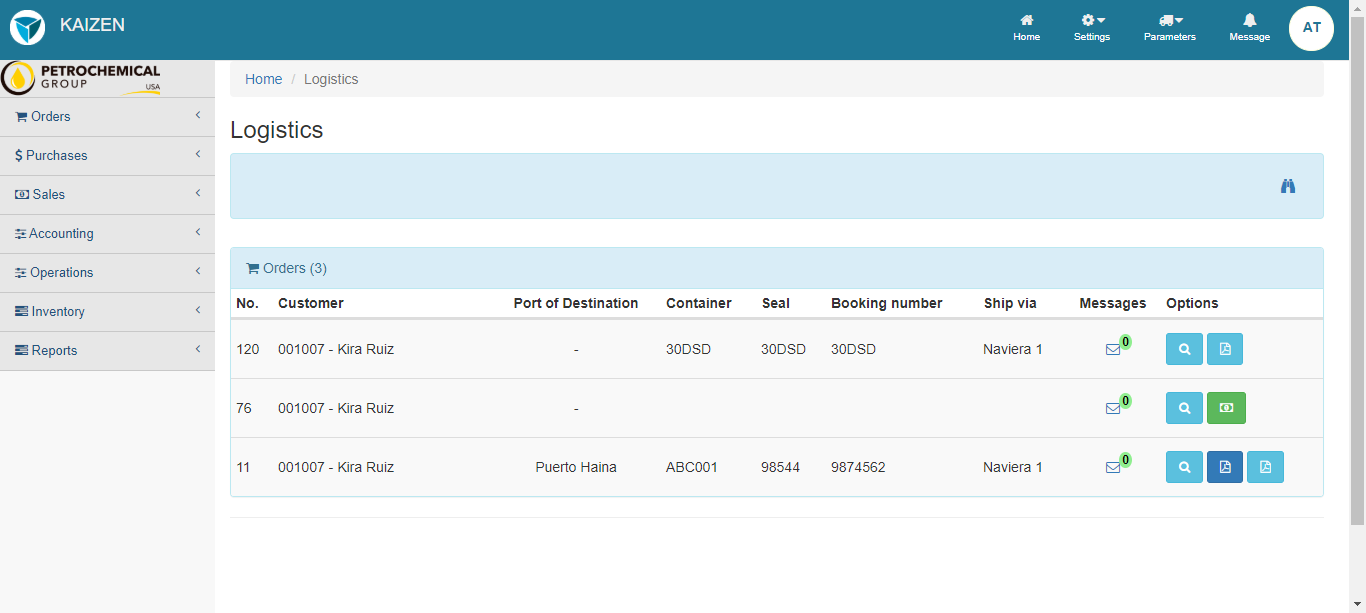 KAIZEN
Home
Settings
Parameters
Message
AT
PETROCHEMICAL
GROUP
USA
Orders
Purchases
Sales
Accounting
Operations
Inventory
Reports
Home / Logistics
Logistics
Orders (3)
No. Customer Port of Destination Container Seal Booking number Ship via Messages Options
120 001007 - Kira Ruiz - 30DSD 30DSD 30DSD Naviera 1 0
76 001007 - Kira Ruiz - 0
11 001007 - Kira Ruiz Puerto Haina ABC001 98544 9874562 Naviera 1 0